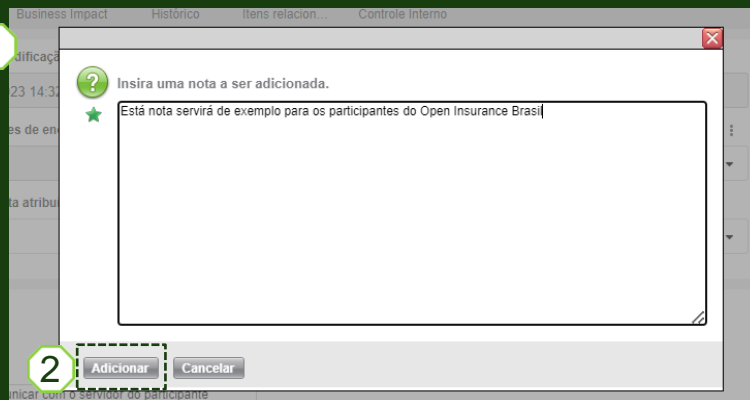 Business Impact Histórico Itens relacion... Controle Interno
23 14:32
Insira uma nota a ser adicionada.
Está nota servirá de exemplo para os participantes do Open Insurance Brasil
2 Adicionar Cancelar
com o servidor do participante